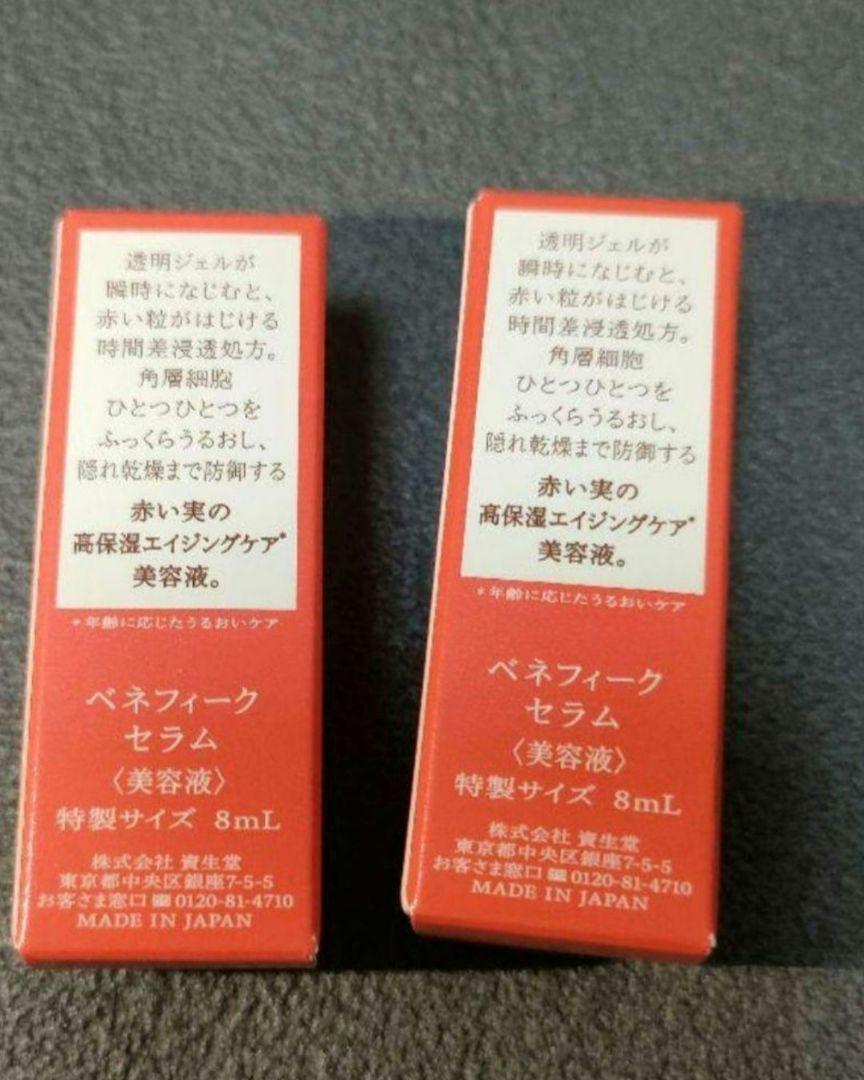 透明ジェルが
瞬時になじむと、
赤い粒がはじける
時間差浸透処方。
角層細胞
ひとつひとつを
ふっくらうるおし、
隠れ乾燥まで防御する
赤い実の
高保湿エイジングケア*
美容液。
*年齢に応じたうるおいケア
ベネフィーク
セラム
〈美容液〉
特製サイズ 8mL
株式会社 資生堂
東京都中央区銀座7-5-5
お客さま窓口 0120-81-4710
MADE IN JAPAN
透明ジェルが
瞬時になじむと、
赤い粒がはじける
時間差浸透処方。
角層細胞
ひとつひとつを
ふっくらうるおし、
隠れ乾燥まで防御する
赤い実の
高保湿エイジングケア*
美容液。
*年齢に応じたうるおいケア
ベネフィーク
セラム
〈美容液〉
特製サイズ 8mL
株式会社 資生堂
東京都中央区銀座7-5-5
お客さま窓口 0120-81-4710
MADE IN JAPAN